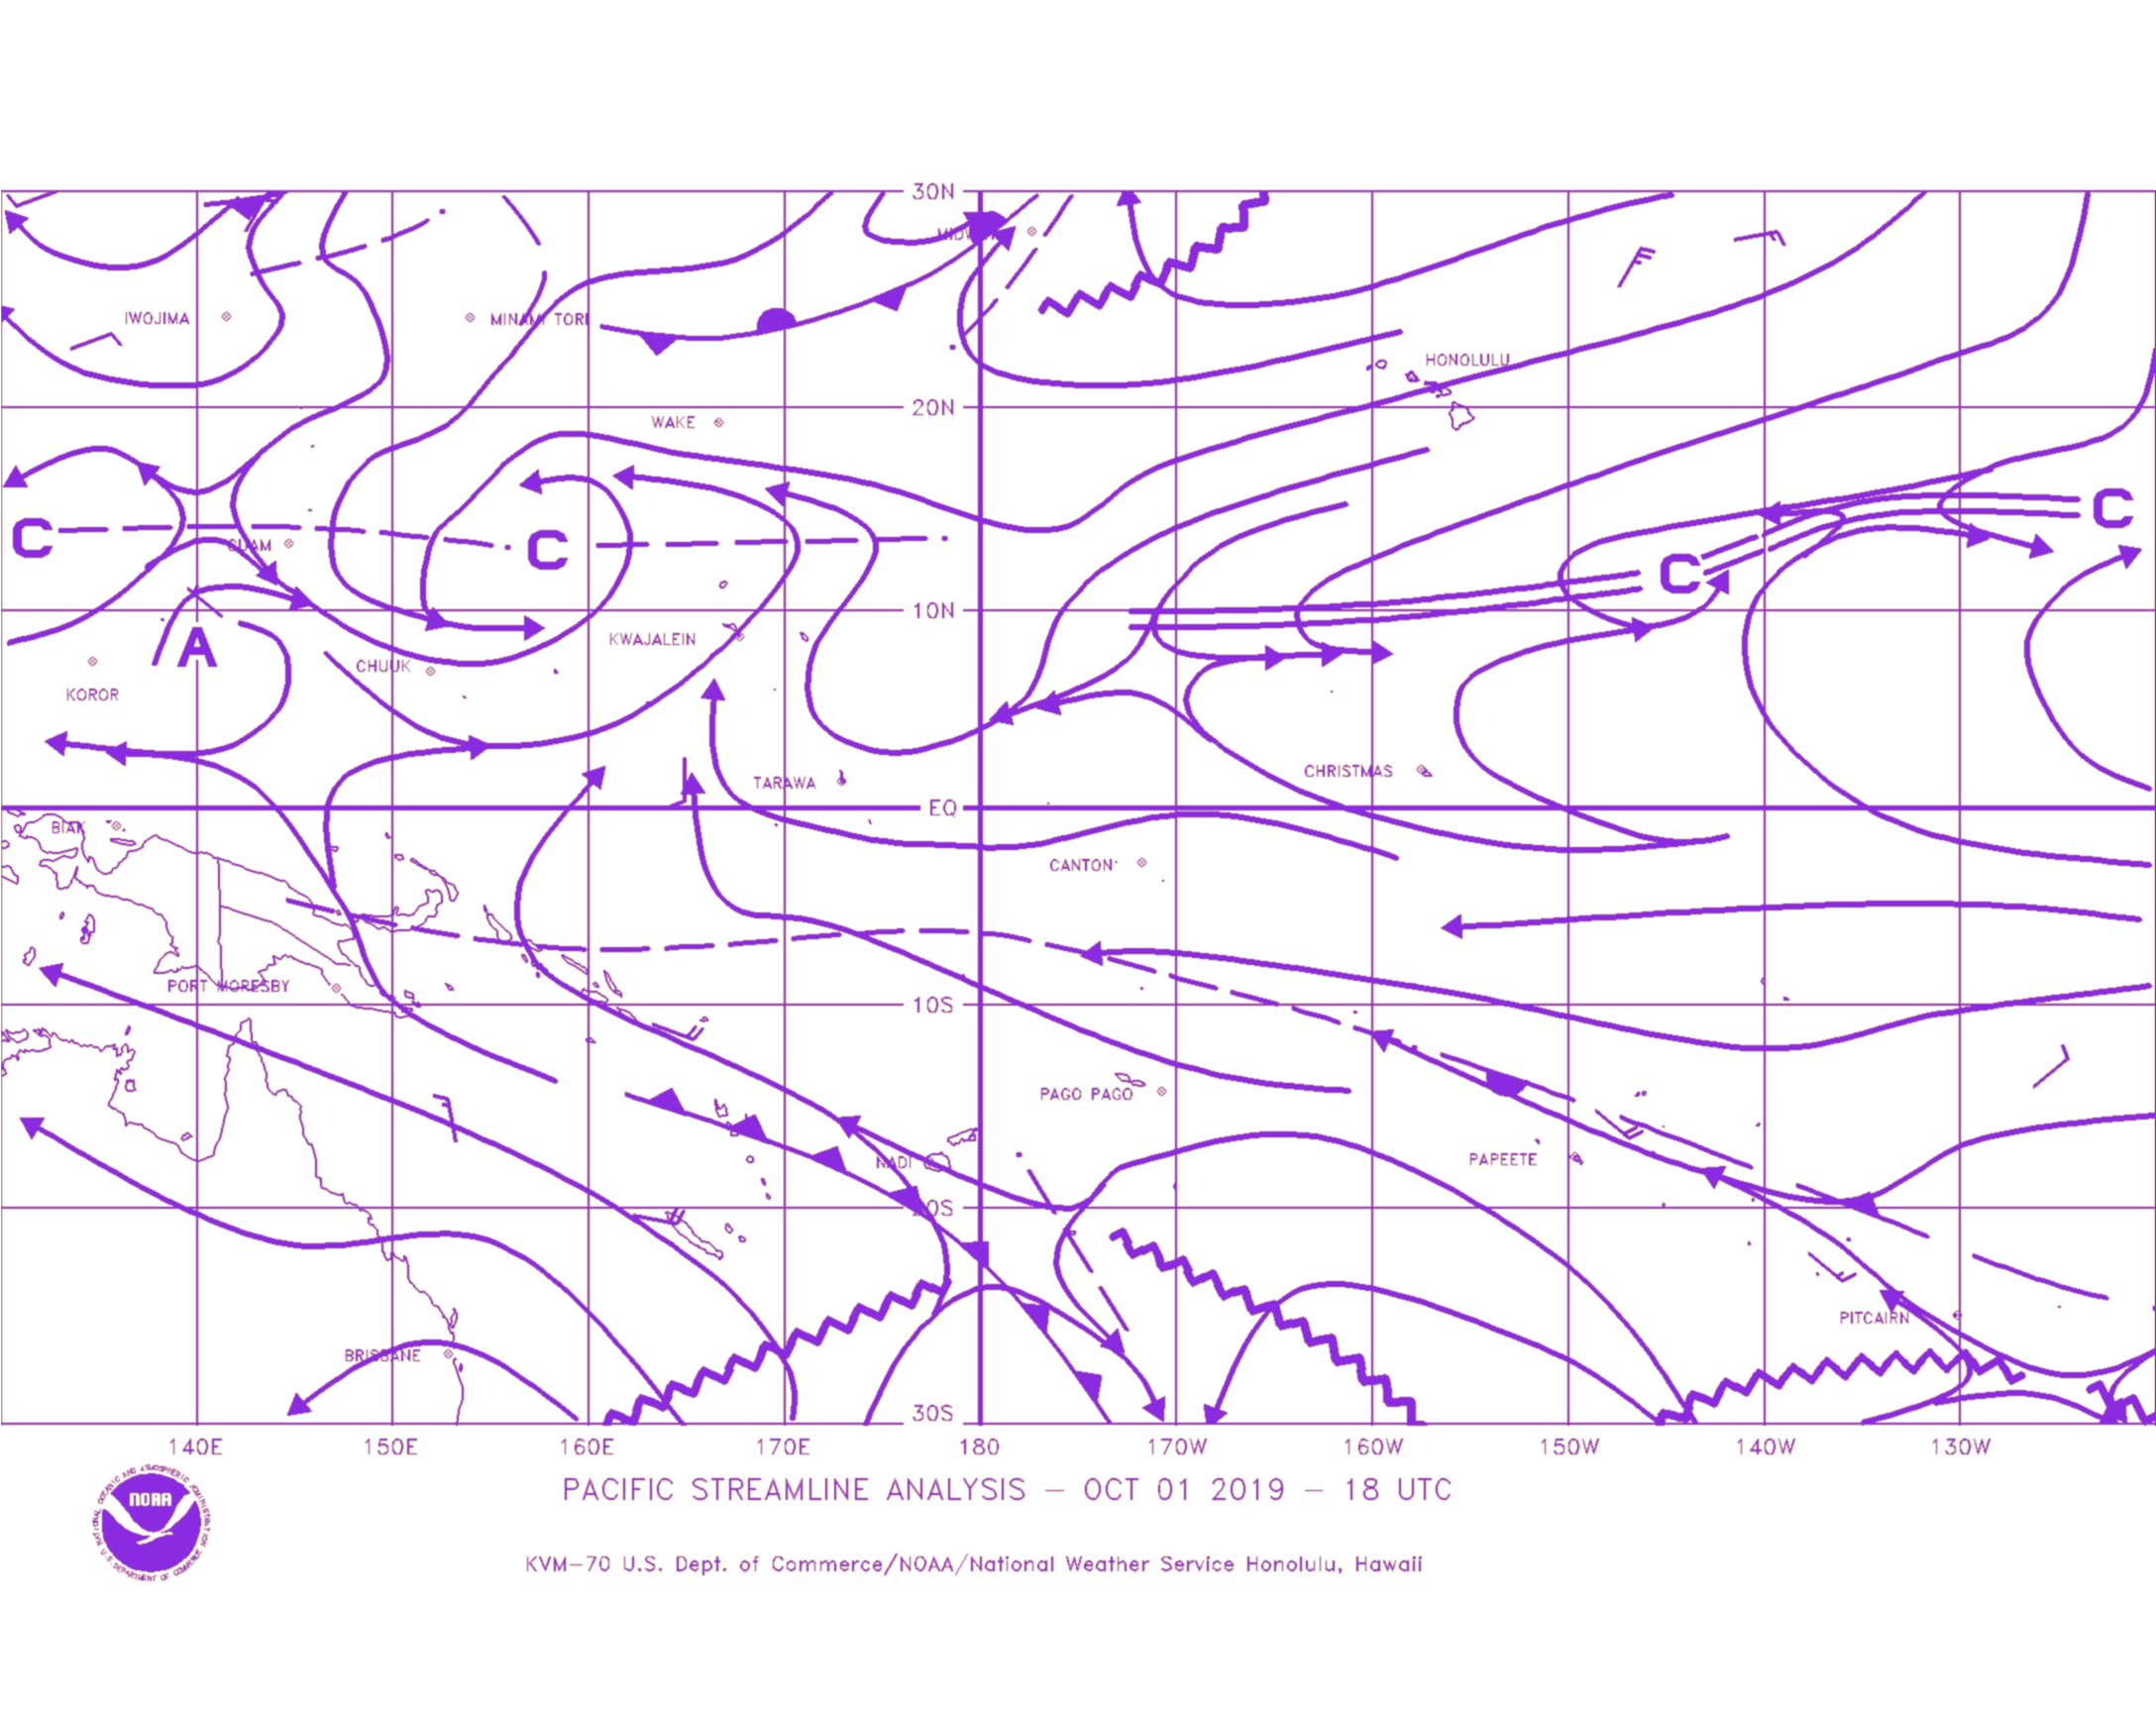 30N
MIDWAY
IWOJIMA
MINAMI TORI
HONOLULU
20N
WAKE
C
C
C
C
GUAM
10N
A
KWAJALEIN
CHUUK
KOROR
TARAWA
CHRISTMAS
EQ
BIAK
CANTON
PORT MORESBY
10S
PAGO PAGO
NADI
PAPEETE
20S
PITCAIRN
BRISBANE
30S
140E 150E 160E 170E 180 170W 160W 150W 140W 130W
PACIFIC STREAMLINE ANALYSIS – OCT 01 2019 – 18 UTC
NATIONAL OCEANIC AND ATMOSPHERIC ADMINISTRATION
NOAA
U.S. DEPARTMENT OF COMMERCE
KVM–70 U.S. Dept. of Commerce/NOAA/National Weather Service Honolulu, Hawaii